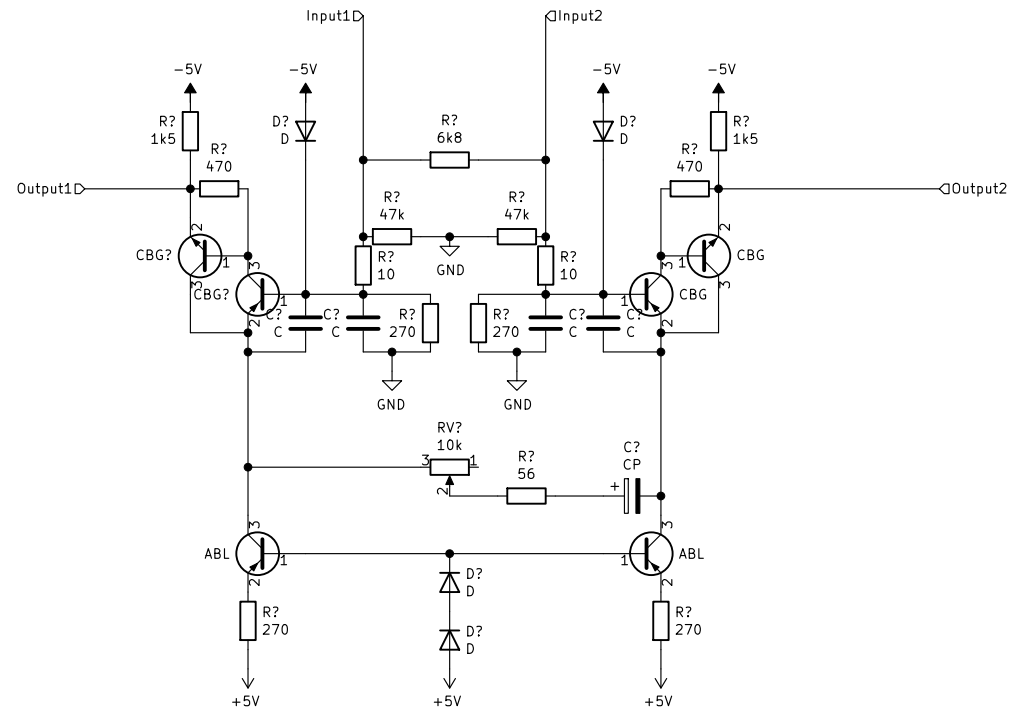 Input1
Input2
-5V
-5V
-5V
-5V
R?
1k5
D?
D
R?
6k8
D?
D
R?
1k5
R?
470
R?
470
Output1
Output2
R?
47k
R?
47k
2
2
CBG?
1
3
3
CBG?
1
2
R?
10
GND
R?
10
3
1
CBG
3
CBG
1
2
C?
C
C?
C
R?
270
R?
270
C?
C
C?
C
GND
GND
RV?
10k
3
1
2
R?
56
C?
CP
+
3
3
ABL
1
1
ABL
2
2
D?
D
R?
270
D?
D
R?
270
+5V
+5V
+5V